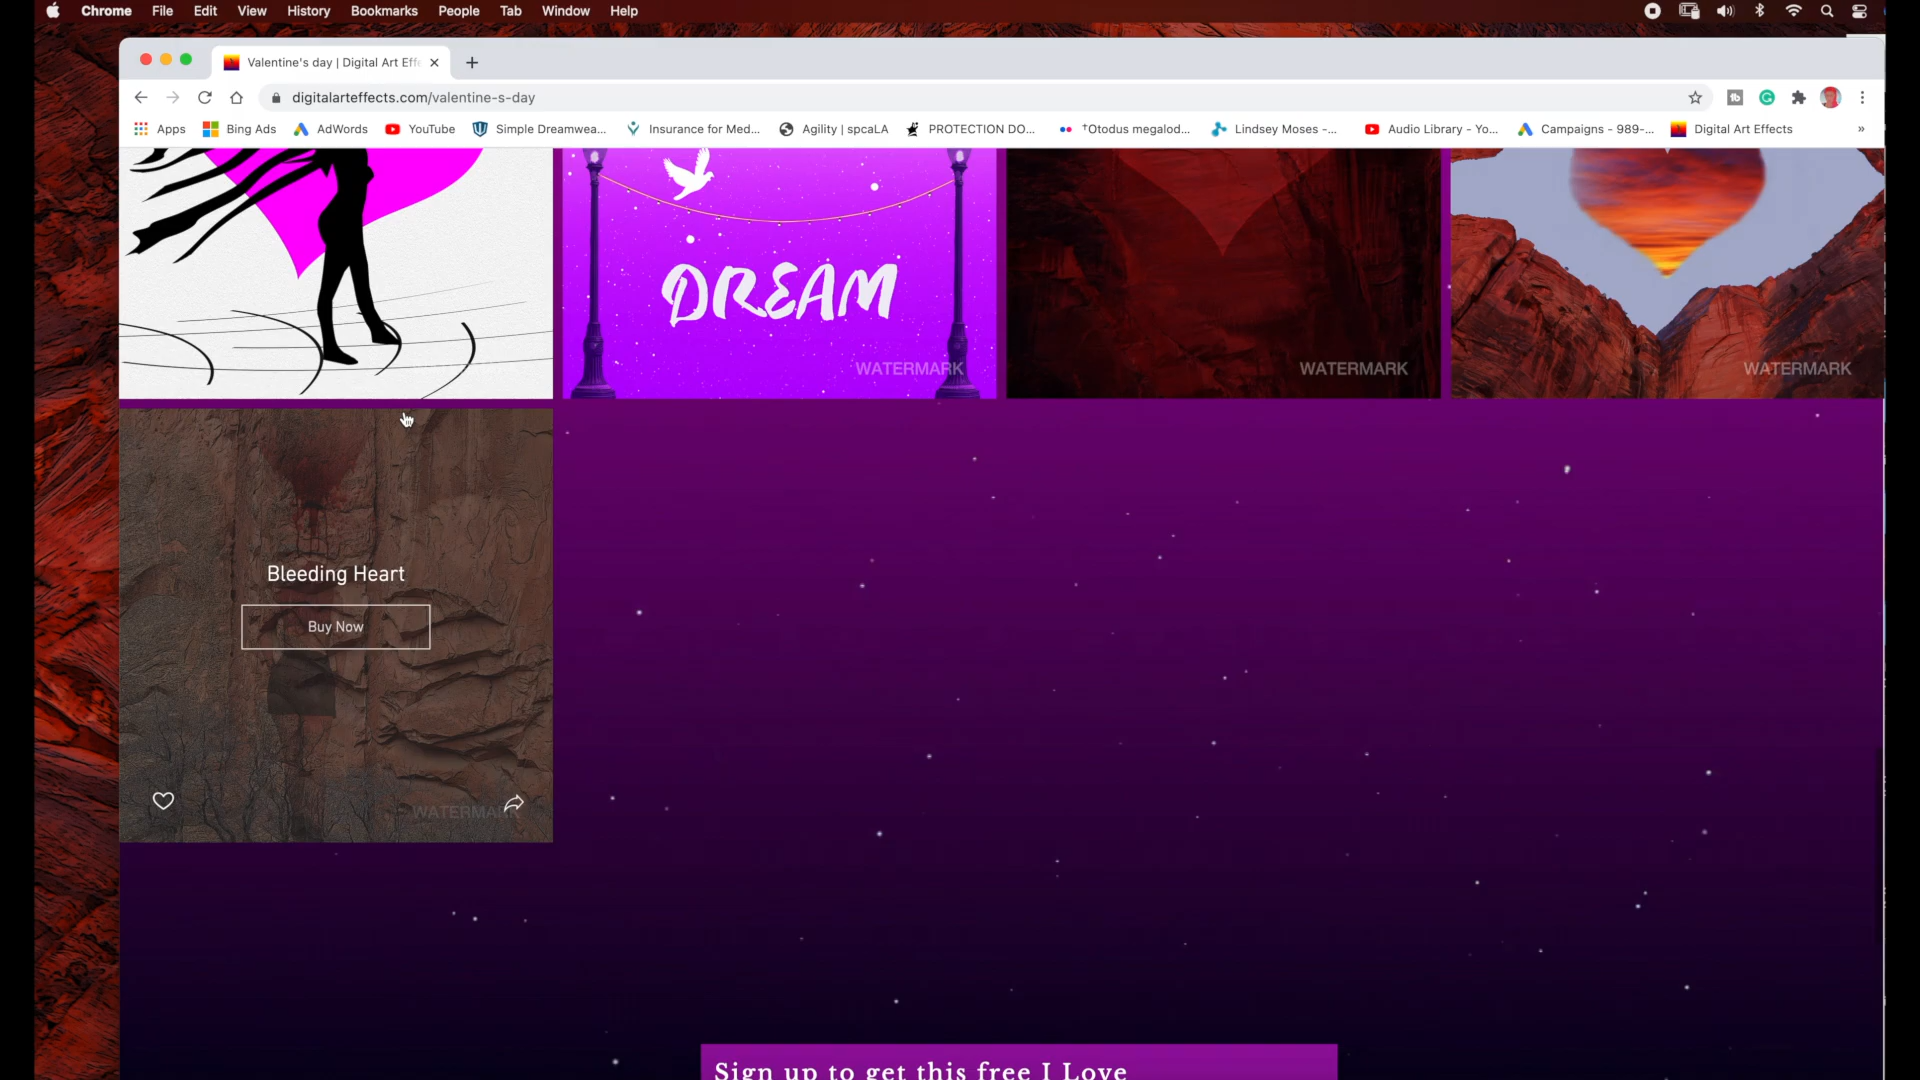 Chrome File Edit View History Bookmarks People Tab Window Help
Valentine's day | Digital Art Effe
digitalarteffects.com/valentine-s-day
Apps Bing Ads AdWords YouTube Simple Dreamwea... Insurance for Med... Agility | spcaLA PROTECTION DO... †Otodus megalod... Lindsey Moses -... Audio Library - Yo... Campaigns - 989-... Digital Art Effects »
DREAM
WATERMARK
WATERMARK
WATERMARK
Bleeding Heart
Buy Now
WATERMARK
Sign up to get this free I Love